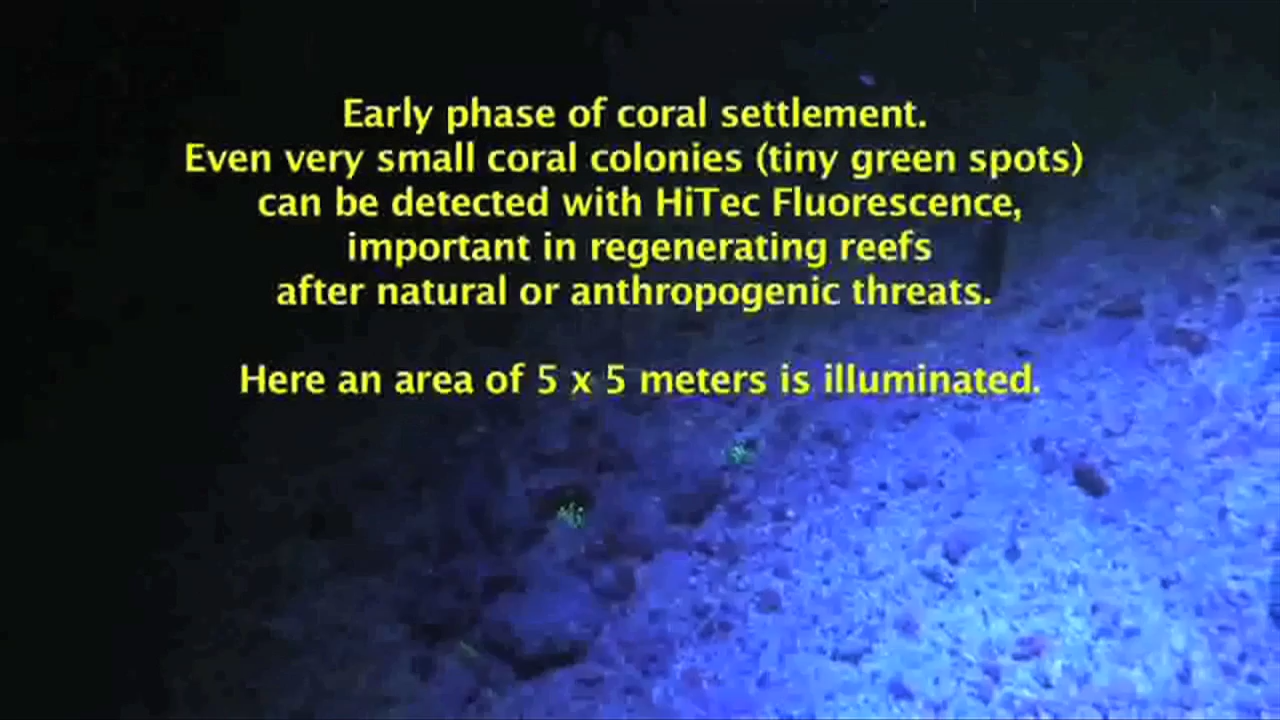 Early phase of coral settlement.
Even very small coral colonies (tiny green spots)
can be detected with HiTec Fluorescence,
important in regenerating reefs
after natural or anthropogenic threats.
Here an area of 5 x 5 meters is illuminated.